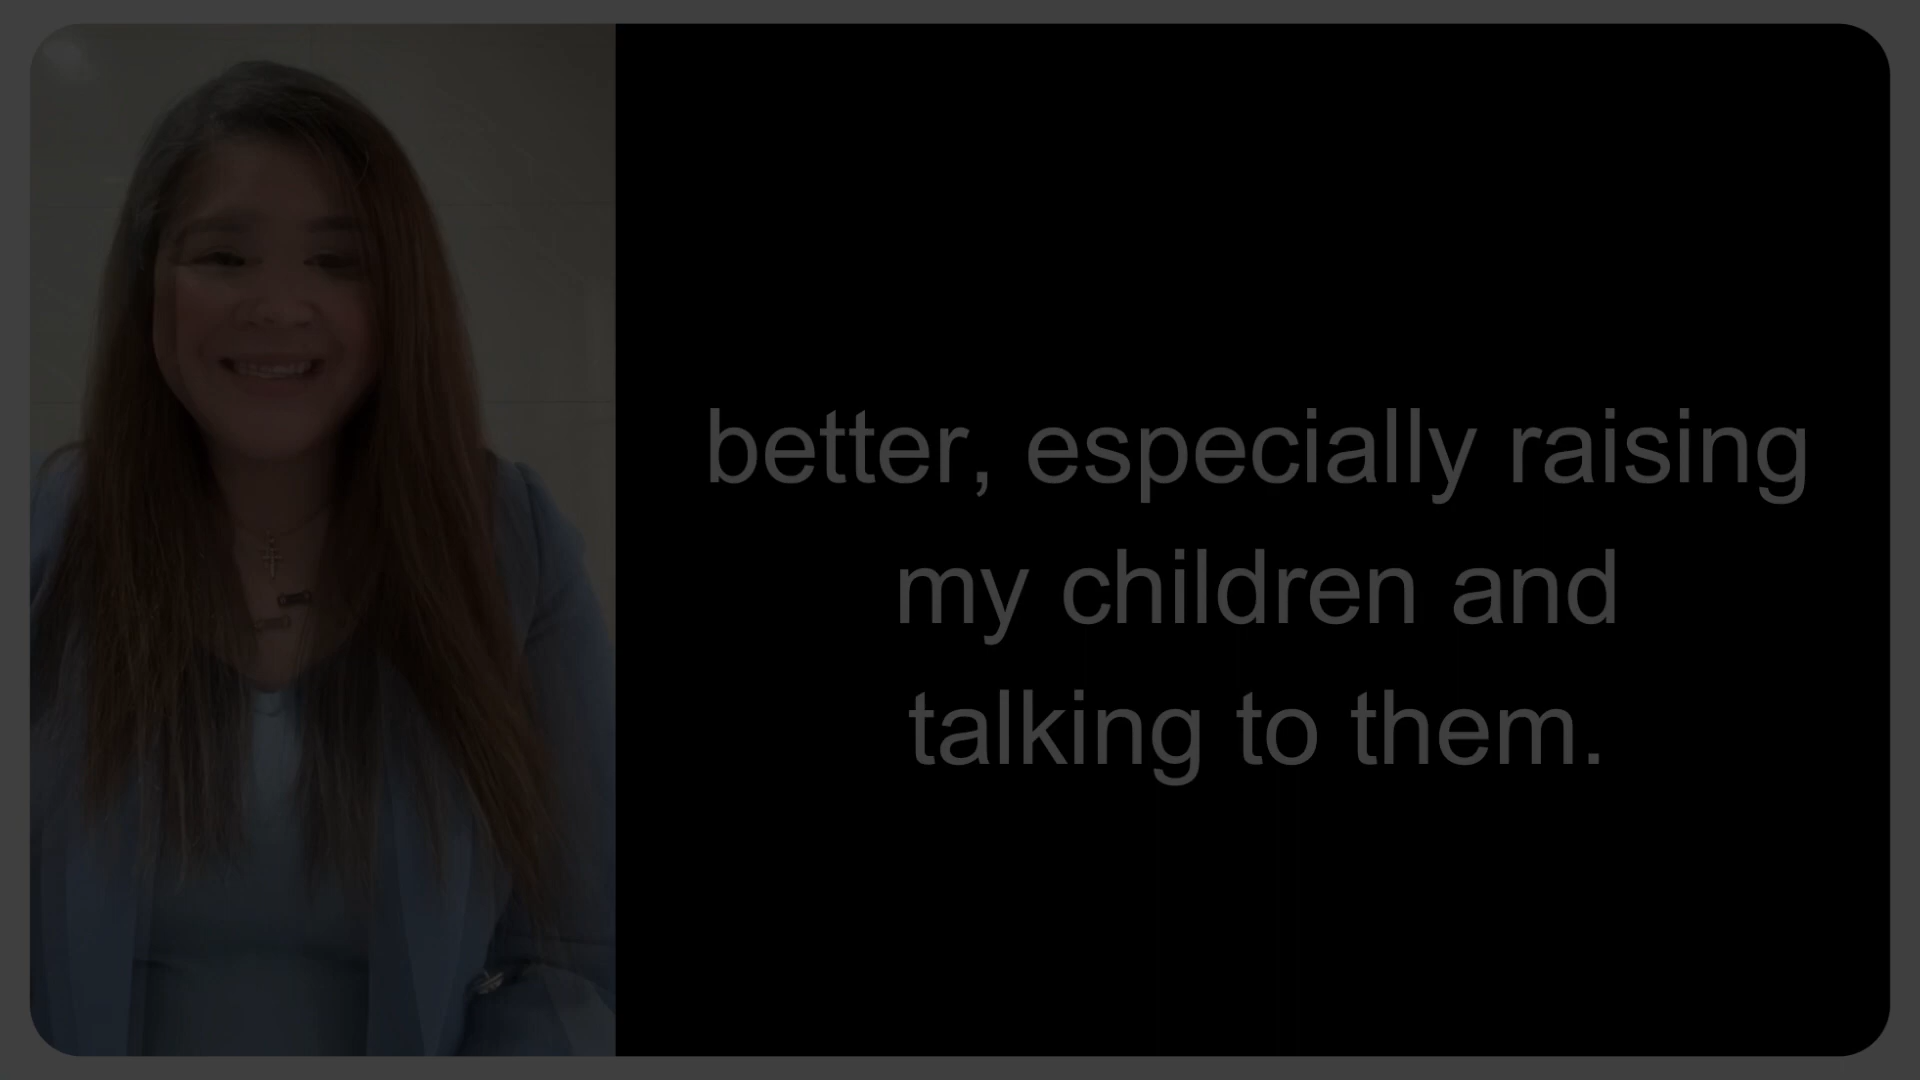 better, especially raising
my children and
talking to them.